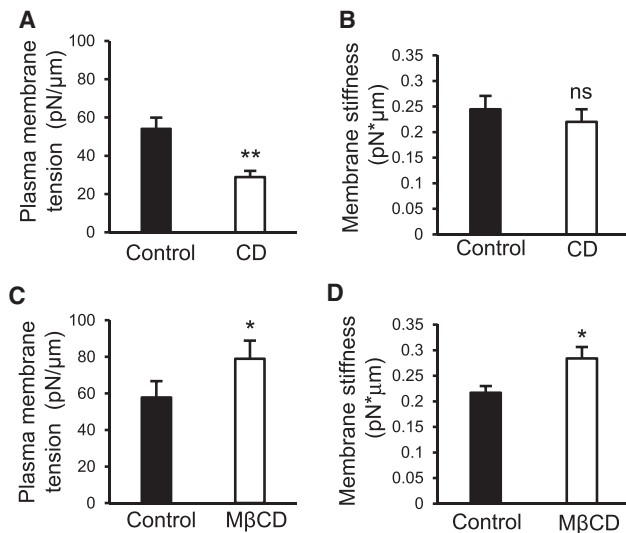 A
Plasma membrane
tension (pN/µm)
100
80
60
40
20
0
**
Control CD
B
Membrane stiffness
(pN*µm)
0.35
0.3
0.25
0.2
0.15
0.1
0.05
0
ns
Control CD
C
Plasma membrane
tension (pN/µm)
100
80
60
40
20
0
*
Control MβCD
D
Membrane stiffness
(pN*µm)
0.35
0.3
0.25
0.2
0.15
0.1
0.05
0
*
Control MβCD